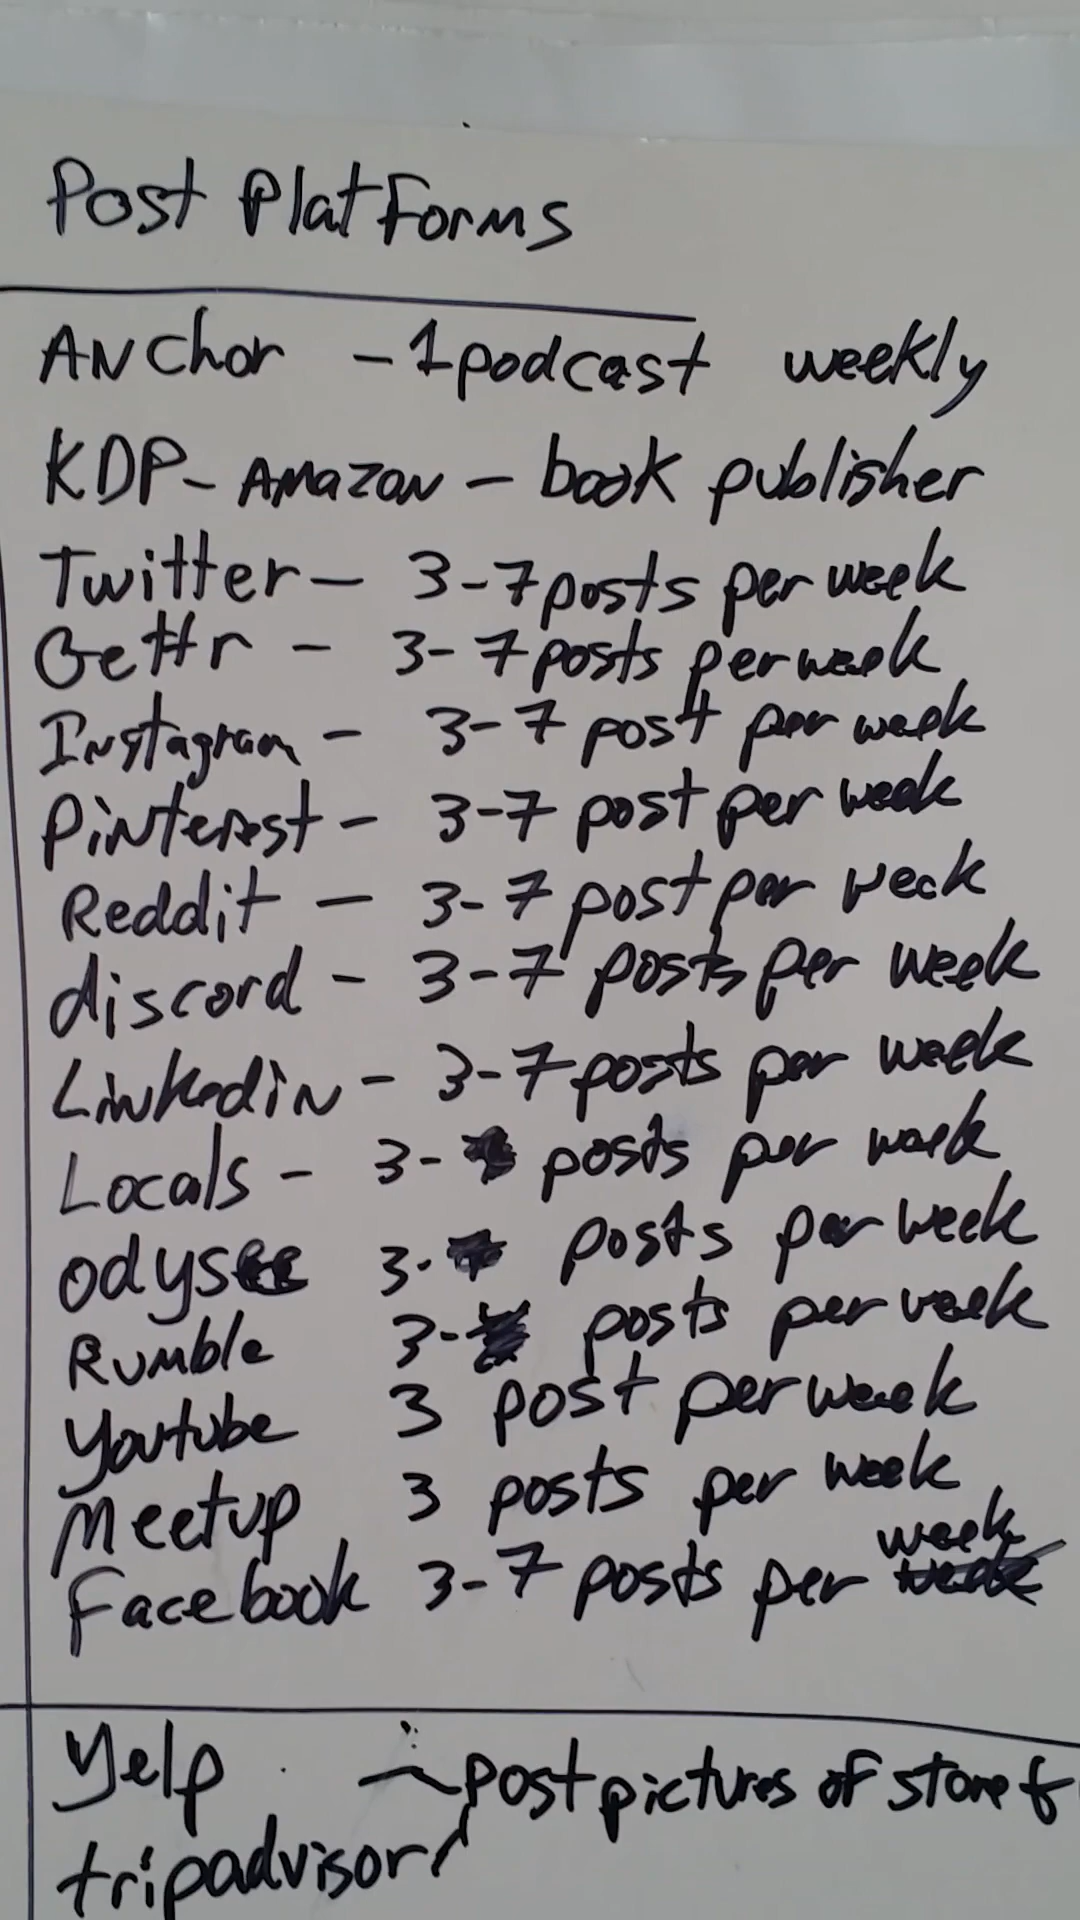 Post Platforms
Anchor - 1 podcast weekly
KDP - Amazon - book publisher
Twitter - 3-7 posts per week
Gettr - 3-7 posts per week
Instagram - 3-7 post per week
Pinterest - 3-7 post per week
Reddit - 3-7 post per week
discord - 3-7 posts per week
Linkedin - 3-7 posts per week
Locals - 3- posts per week
odysee 3- posts per week
Rumble 3- posts per week
Youtube 3 post per week
Meetup 3 posts per week
Facebook 3-7 posts per week
Yelp - post pictures of store f
tripadvisor